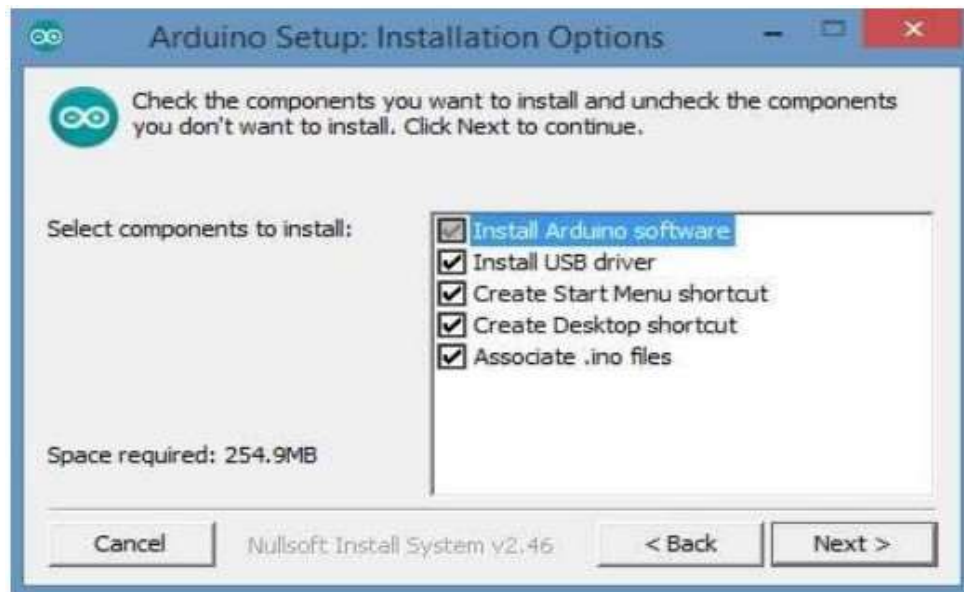 Arduino Setup: Installation Options
Check the components you want to install and uncheck the components
you don't want to install. Click Next to continue.
Select components to install:
Install Arduino software
Install USB driver
Create Start Menu shortcut
Create Desktop shortcut
Associate .ino files
Space required: 254.9MB
Cancel
Nullsoft Install System v2.46
< Back
Next >